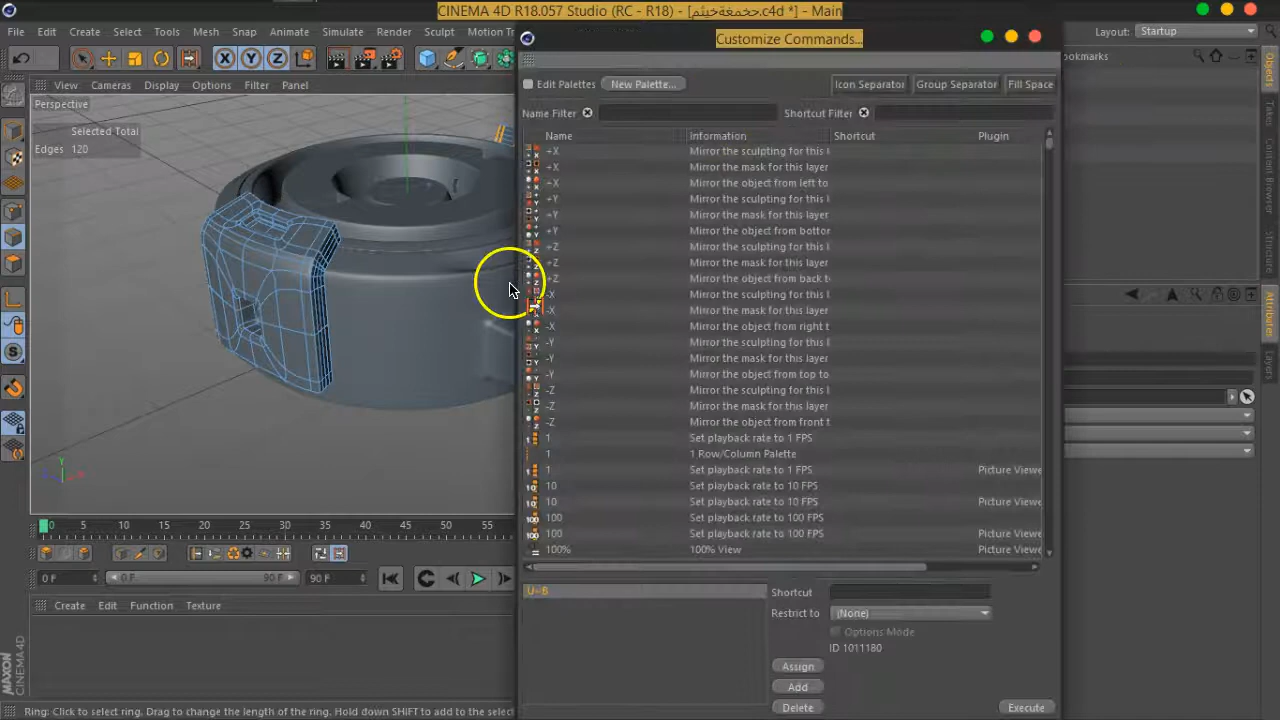 CINEMA 4D R18.057 Studio (RC - R18) - [حخمغةخيثم.c4d *] - Main
File Edit Create Select Tools Mesh Snap Animate Simulate Render Sculpt Motion Tr
Layout: Startup
Customize Commands...
View Cameras Display Options Filter Panel
Perspective
Selected Total
Edges 120
ookmarks
Edit Palettes New Palette... Icon Separator Group Separator Fill Space
Name Filter Shortcut Filter
Name Information Shortcut Plugin
+X Mirror the sculpting for this l
+X Mirror the mask for this layer
+X Mirror the object from left to
+Y Mirror the sculpting for this l
+Y Mirror the mask for this layer
+Y Mirror the object from bottor
+Z Mirror the sculpting for this l
+Z Mirror the mask for this layer
+Z Mirror the object from back t
-X Mirror the sculpting for this l
-X Mirror the mask for this layer
-X Mirror the object from right t
-Y Mirror the sculpting for this l
-Y Mirror the mask for this layer
-Y Mirror the object from top to
-Z Mirror the sculpting for this l
-Z Mirror the mask for this layer
-Z Mirror the object from front t
1 Set playback rate to 1 FPS
1 1 Row/Column Palette
1 Set playback rate to 1 FPS Picture Viewe
10 Set playback rate to 10 FPS
10 Set playback rate to 10 FPS Picture Viewe
100 Set playback rate to 100 FPS
100 Set playback rate to 100 FPS Picture Viewe
100% 100% View Picture Viewe
U~B
Shortcut
Restrict to (None)
Options Mode
ID 1011180
Assign
Add
Delete
Execute
0 5 10 15 20 25 30 35 40 45 50 55
0 F 0 F 90 F 90 F
Create Edit Function Texture
MAXON
CINEMA 4D
Ring: Click to select ring. Drag to change the length of the ring. Hold down SHIFT to add to the select
Objects
Takes
Content Browser
Structure
Attributes
Layers
X Y Z
Y